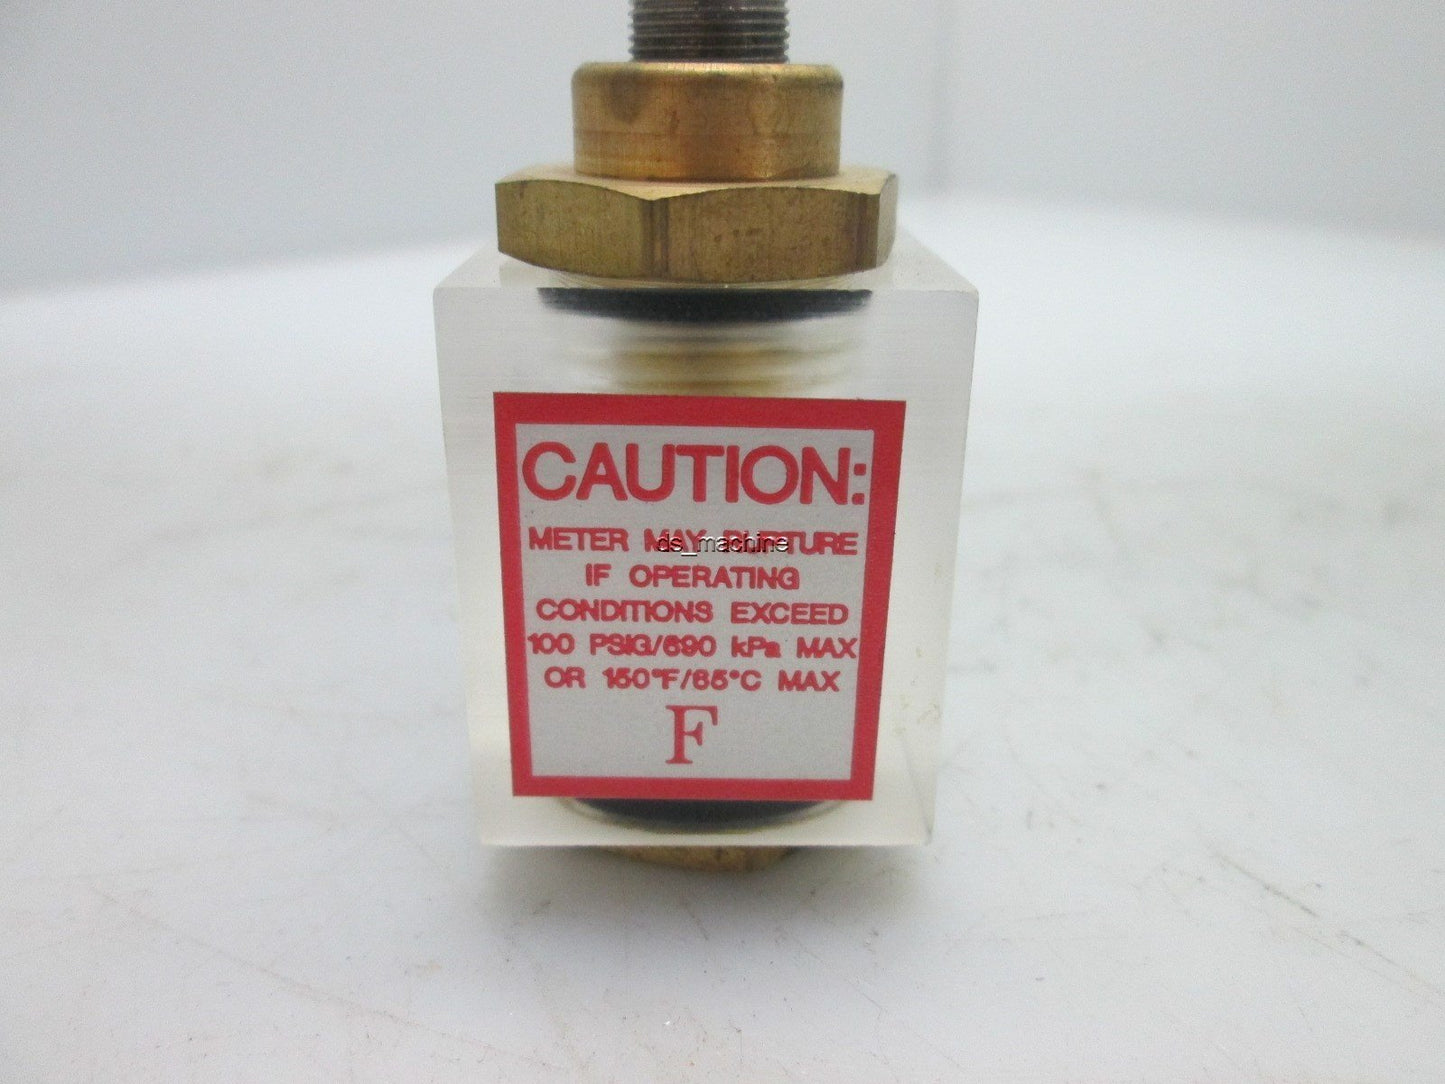 CAUTION:
METER MAY RUPTURE
ds_machine
IF OPERATING
CONDITIONS EXCEED
100 PSIG/690 kPa MAX
OR 150°F/65°C MAX
F